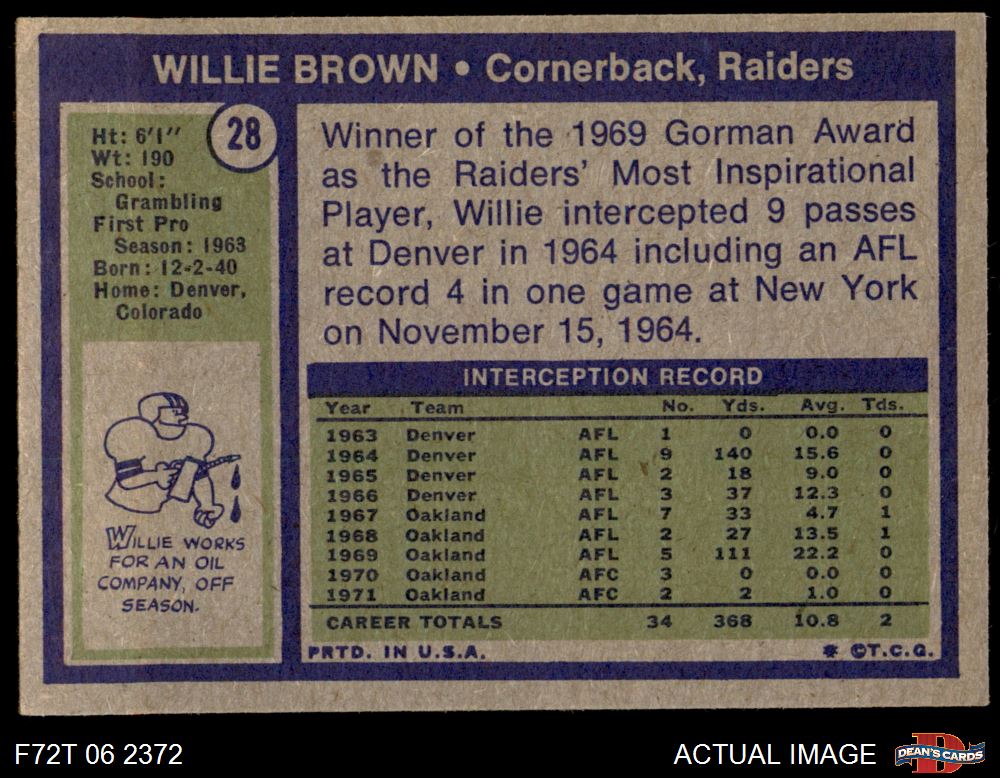 WILLIE BROWN • Cornerback, Raiders
28
Ht: 6'1"
Wt: 190
School:
Grambling
First Pro
Season: 1963
Born: 12-2-40
Home: Denver,
Colorado
WILLIE WORKS
FOR AN OIL
COMPANY, OFF
SEASON.
Winner of the 1969 Gorman Award
as the Raiders' Most Inspirational
Player, Willie intercepted 9 passes
at Denver in 1964 including an AFL
record 4 in one game at New York
on November 15, 1964.
INTERCEPTION RECORD
Year Team No. Yds. Avg. Tds.
1963 Denver AFL 1 0 0.0 0
1964 Denver AFL 9 140 15.6 0
1965 Denver AFL 2 18 9.0 0
1966 Denver AFL 3 37 12.3 0
1967 Oakland AFL 7 33 4.7 1
1968 Oakland AFL 2 27 13.5 1
1969 Oakland AFL 5 111 22.2 0
1970 Oakland AFC 3 0 0.0 0
1971 Oakland AFC 2 2 1.0 0
CAREER TOTALS 34 368 10.8 2
PRTD. IN U.S.A. * ©T.C.G.
F72T 06 2372 ACTUAL IMAGE DEAN'S CARDS